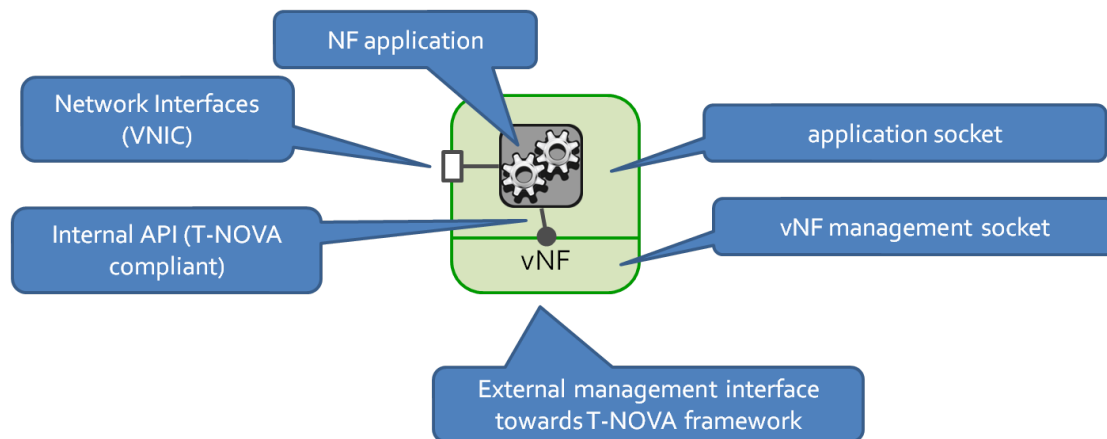 NF application
Network Interfaces
(VNIC)
application socket
Internal API (T-NOVA
compliant)
vNF management socket
vNF
External management interface
towards T-NOVA framework